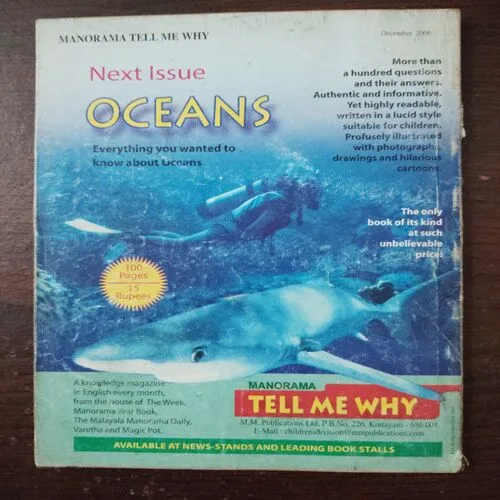 MANORAMA TELL ME WHY
December 2006
Next Issue
OCEANS
Everything you wanted to
know about Oceans
More than
a hundred questions
and their answers.
Authentic and informative.
Yet highly readable,
written in a lucid style
suitable for children.
Profusely illustrated
with photographs,
drawings and hilarious
cartoons.
The only
book of its kind
at such
unbelievable
price!
100
Pages
15
Rupees
A knowledge magazine
in English every month,
from the house of The Week,
Manorama Year Book,
The Malayala Manorama Daily,
Vanitha and Magic Pot.
MANORAMA
TELL ME WHY
M.M. Publications Ltd, P.B.No. 226, Kottayam - 686 001
E-Mail : childrensdivision@mmpublications.com
AVAILABLE AT NEWS-STANDS AND LEADING BOOK STALLS